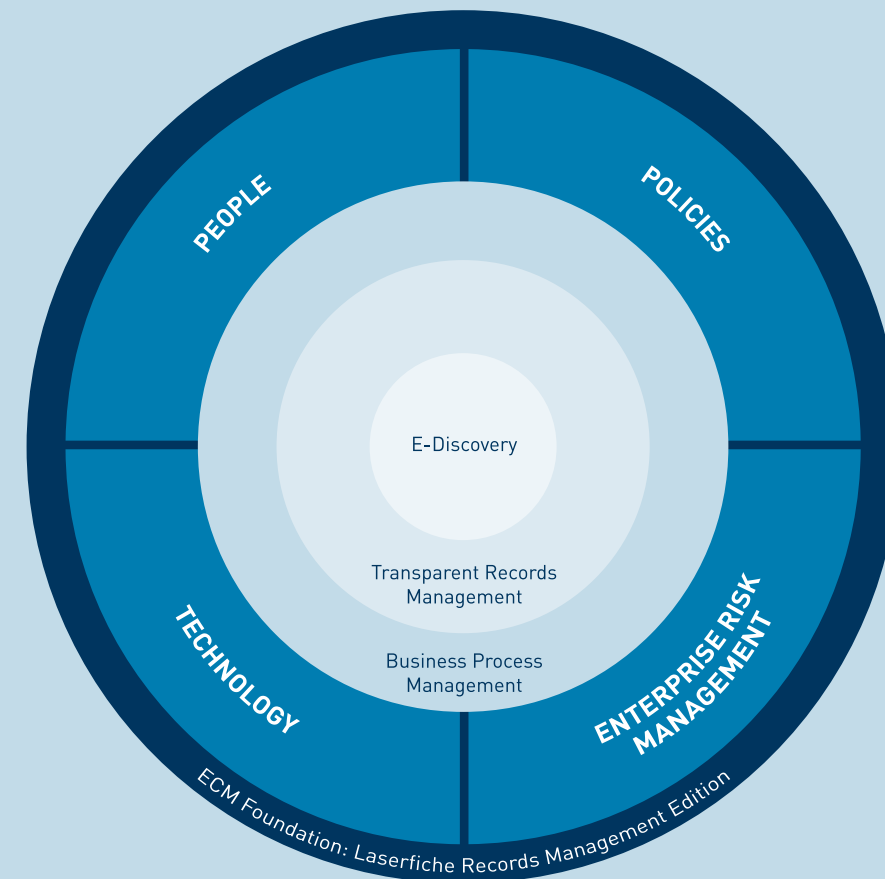 PEOPLE
POLICIES
E-Discovery
Transparent Records
Management
Business Process
Management
TECHNOLOGY
ENTERPRISE RISK
MANAGEMENT
ECM Foundation: Laserfiche Records Management Edition